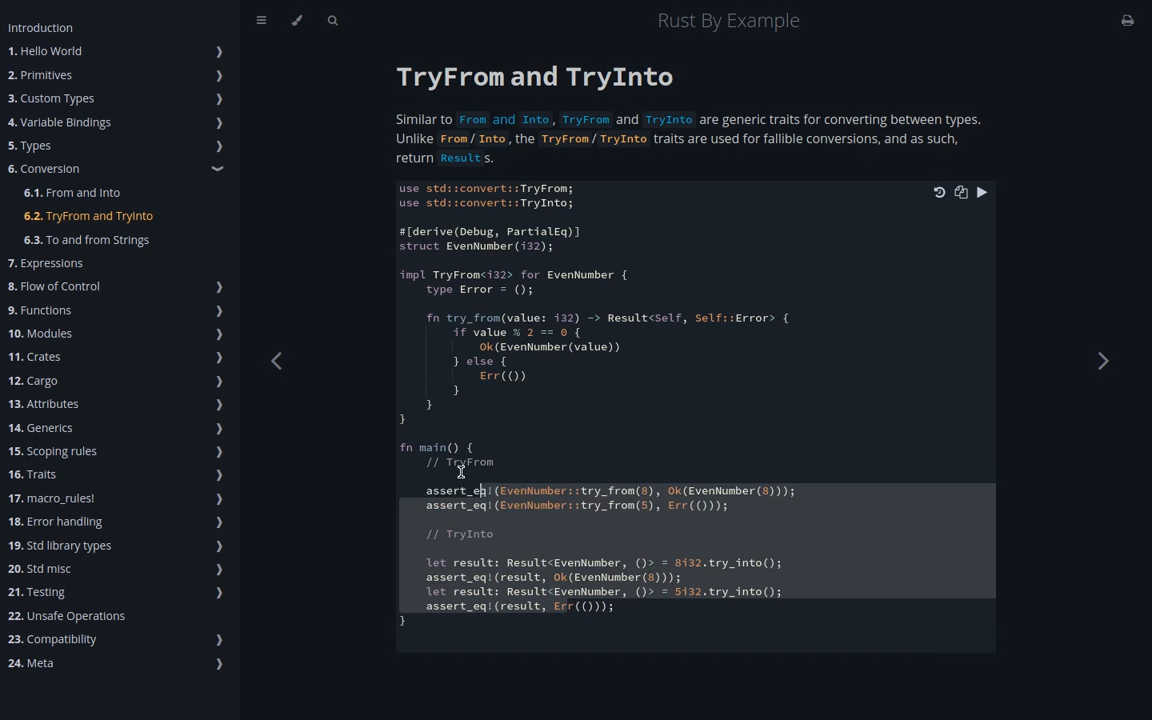 Introduction
1. Hello World
2. Primitives
3. Custom Types
4. Variable Bindings
5. Types
6. Conversion
6.1. From and Into
6.2. TryFrom and TryInto
6.3. To and from Strings
7. Expressions
8. Flow of Control
9. Functions
10. Modules
11. Crates
12. Cargo
13. Attributes
14. Generics
15. Scoping rules
16. Traits
17. macro_rules!
18. Error handling
19. Std library types
20. Std misc
21. Testing
22. Unsafe Operations
23. Compatibility
24. Meta
Rust By Example
TryFrom and TryInto
Similar to From and Into, TryFrom and TryInto are generic traits for converting between types.
Unlike From/Into, the TryFrom/TryInto traits are used for fallible conversions, and as such,
return Results.
use std::convert::TryFrom;
use std::convert::TryInto;
#[derive(Debug, PartialEq)]
struct EvenNumber(i32);
impl TryFrom<i32> for EvenNumber {
    type Error = ();
    fn try_from(value: i32) -> Result<Self, Self::Error> {
        if value % 2 == 0 {
            Ok(EvenNumber(value))
        } else {
            Err(())
        }
    }
}
fn main() {
    // TryFrom
    assert_eq!(EvenNumber::try_from(8), Ok(EvenNumber(8)));
    assert_eq!(EvenNumber::try_from(5), Err(()));
    // TryInto
    let result: Result<EvenNumber, ()> = 8i32.try_into();
    assert_eq!(result, Ok(EvenNumber(8)));
    let result: Result<EvenNumber, ()> = 5i32.try_into();
    assert_eq!(result, Err(()));
}